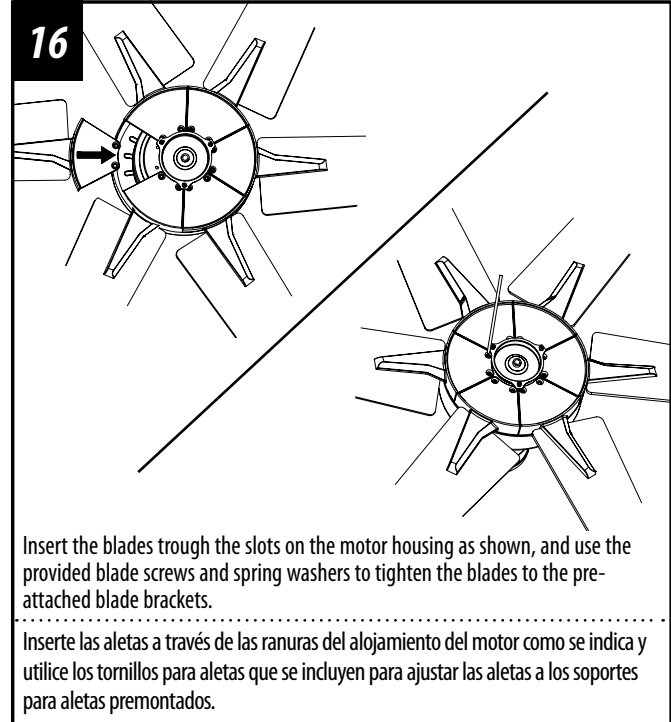 16
Insert the blades trough the slots on the motor housing as shown, and use the
provided blade screws and spring washers to tighten the blades to the pre-
attached blade brackets.
Inserte las aletas a través de las ranuras del alojamiento del motor como se indica y
utilice los tornillos para aletas que se incluyen para ajustar las aletas a los soportes
para aletas premontados.